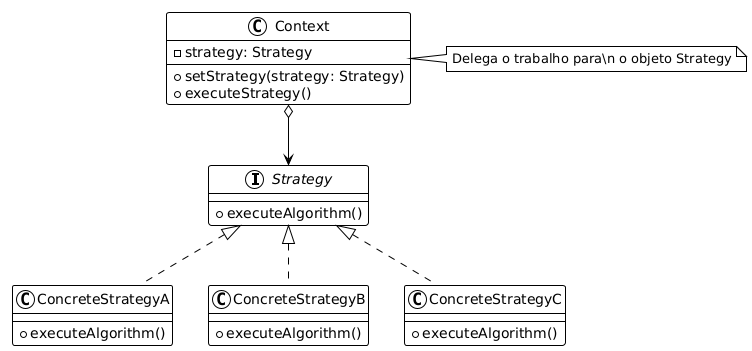 C Context
strategy: Strategy
setStrategy(strategy: Strategy)
executeStrategy()
Delega o trabalho para\n o objeto Strategy
I Strategy
executeAlgorithm()
C ConcreteStrategyA
executeAlgorithm()
C ConcreteStrategyB
executeAlgorithm()
C ConcreteStrategyC
executeAlgorithm()